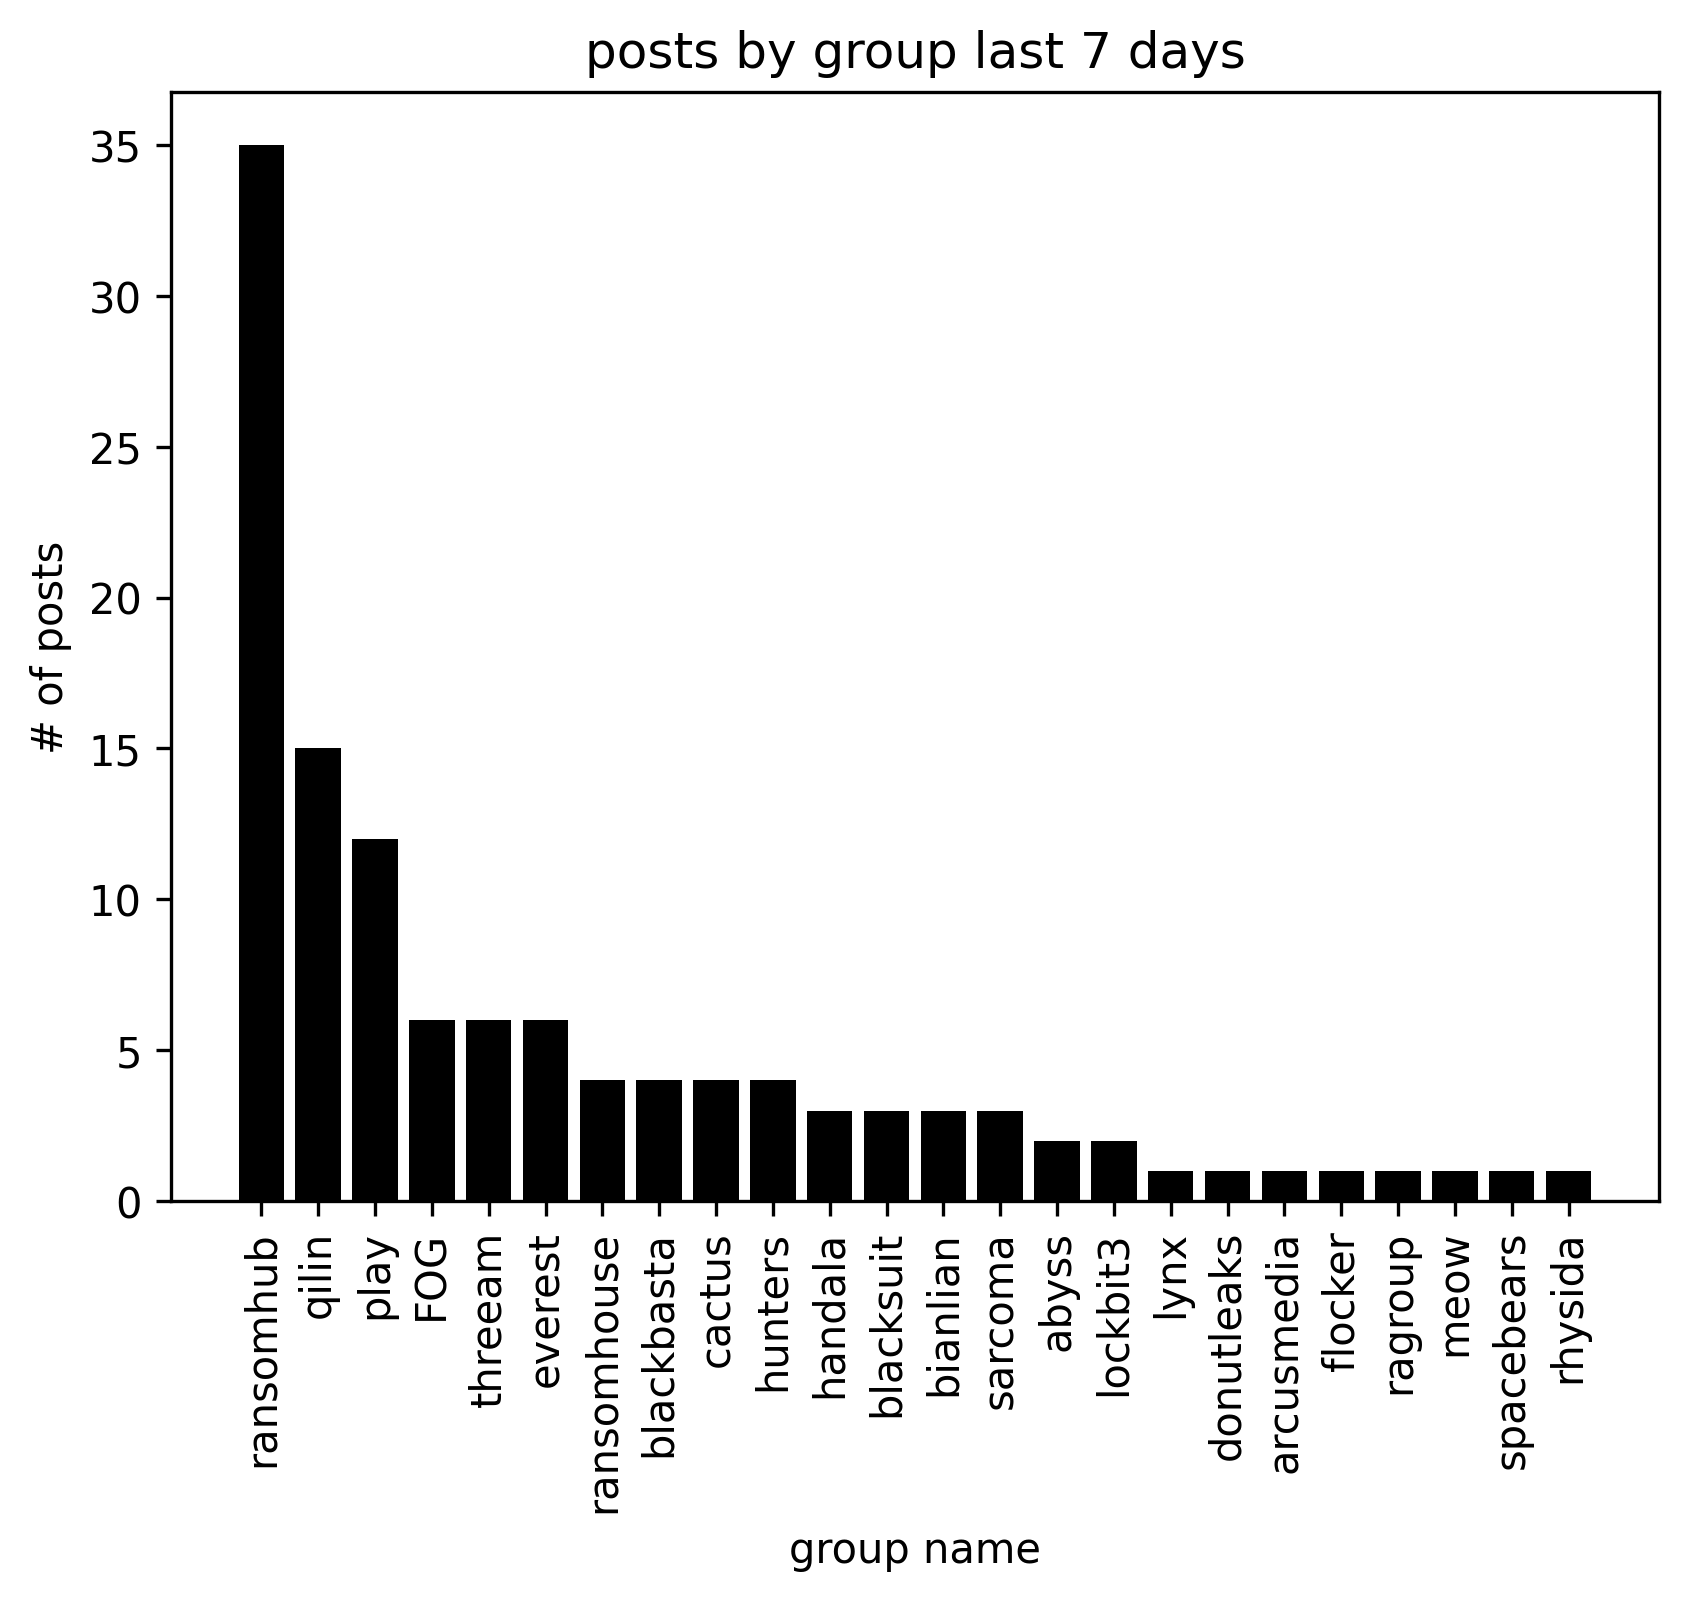 posts by group last 7 days
35
30
25
20
15
10
5
0
# of posts
ransomhub
qilin
play
FOG
threeam
everest
ransomhouse
blackbasta
cactus
hunters
handala
blacksuit
bianlian
sarcoma
abyss
lockbit3
lynx
donutleaks
arcusmedia
flocker
ragroup
meow
spacebears
rhysida
group name